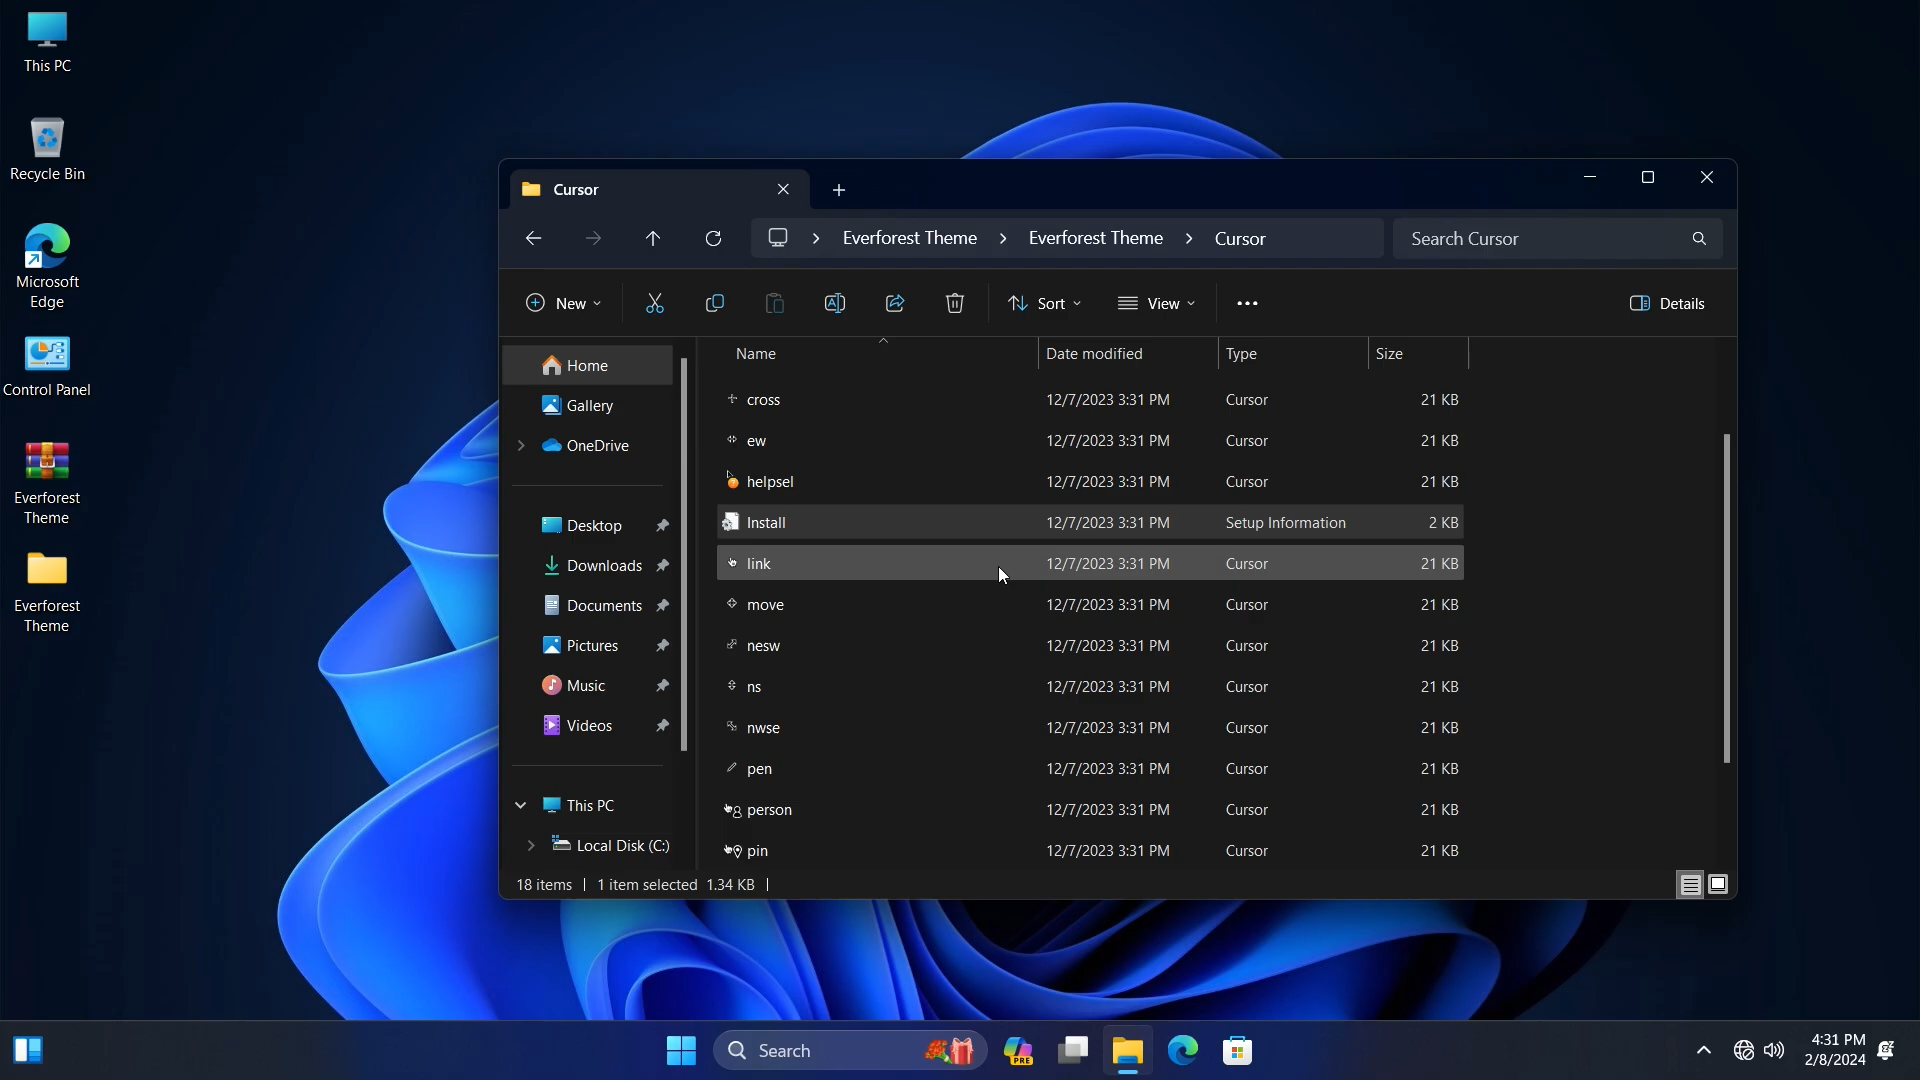 This PC
Recycle Bin
Microsoft
Edge
Control Panel
Everforest
Theme
Everforest
Theme
Cursor
Everforest Theme
Everforest Theme
Cursor
Search Cursor
New
Sort
View
Details
Home
Gallery
OneDrive
Desktop
Downloads
Documents
Pictures
Music
Videos
This PC
Local Disk (C:)
Name Date modified Type Size
cross 12/7/2023 3:31 PM Cursor 21 KB
ew 12/7/2023 3:31 PM Cursor 21 KB
helpsel 12/7/2023 3:31 PM Cursor 21 KB
Install 12/7/2023 3:31 PM Setup Information 2 KB
link 12/7/2023 3:31 PM Cursor 21 KB
move 12/7/2023 3:31 PM Cursor 21 KB
nesw 12/7/2023 3:31 PM Cursor 21 KB
ns 12/7/2023 3:31 PM Cursor 21 KB
nwse 12/7/2023 3:31 PM Cursor 21 KB
pen 12/7/2023 3:31 PM Cursor 21 KB
person 12/7/2023 3:31 PM Cursor 21 KB
pin 12/7/2023 3:31 PM Cursor 21 KB
18 items 1 item selected 1.34 KB
Search
PRE
4:31 PM
2/8/2024